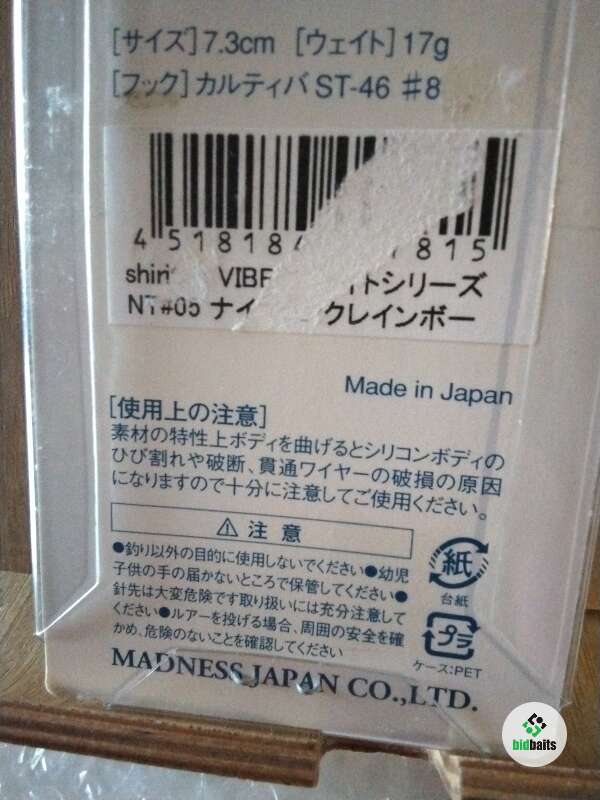 [サイズ]7.3cm [ウェイト]17g
[フック]カルティバ ST-46 #8
4 518184 7815
VIBE イトシリーズ
NT#05 ナイ クレインボー
Made in Japan
[使用上の注意]
素材の特性上ボディを曲げるとシリコンボディの
ひび割れや破断、貫通ワイヤーの破損の原因
になりますので十分に注意してご使用ください。
⚠注意
●釣り以外の目的に使用しないでください●幼児
子供の手の届かないところで保管してください●
針先は大変危険です取り扱いには充分注意して
ください●ルアーを投げる場合、周囲の安全を確
かめ、危険のないことを確認してください
紙
台紙
プラ
ケース:PET
MADNESS JAPAN CO.,LTD.
bidbaits